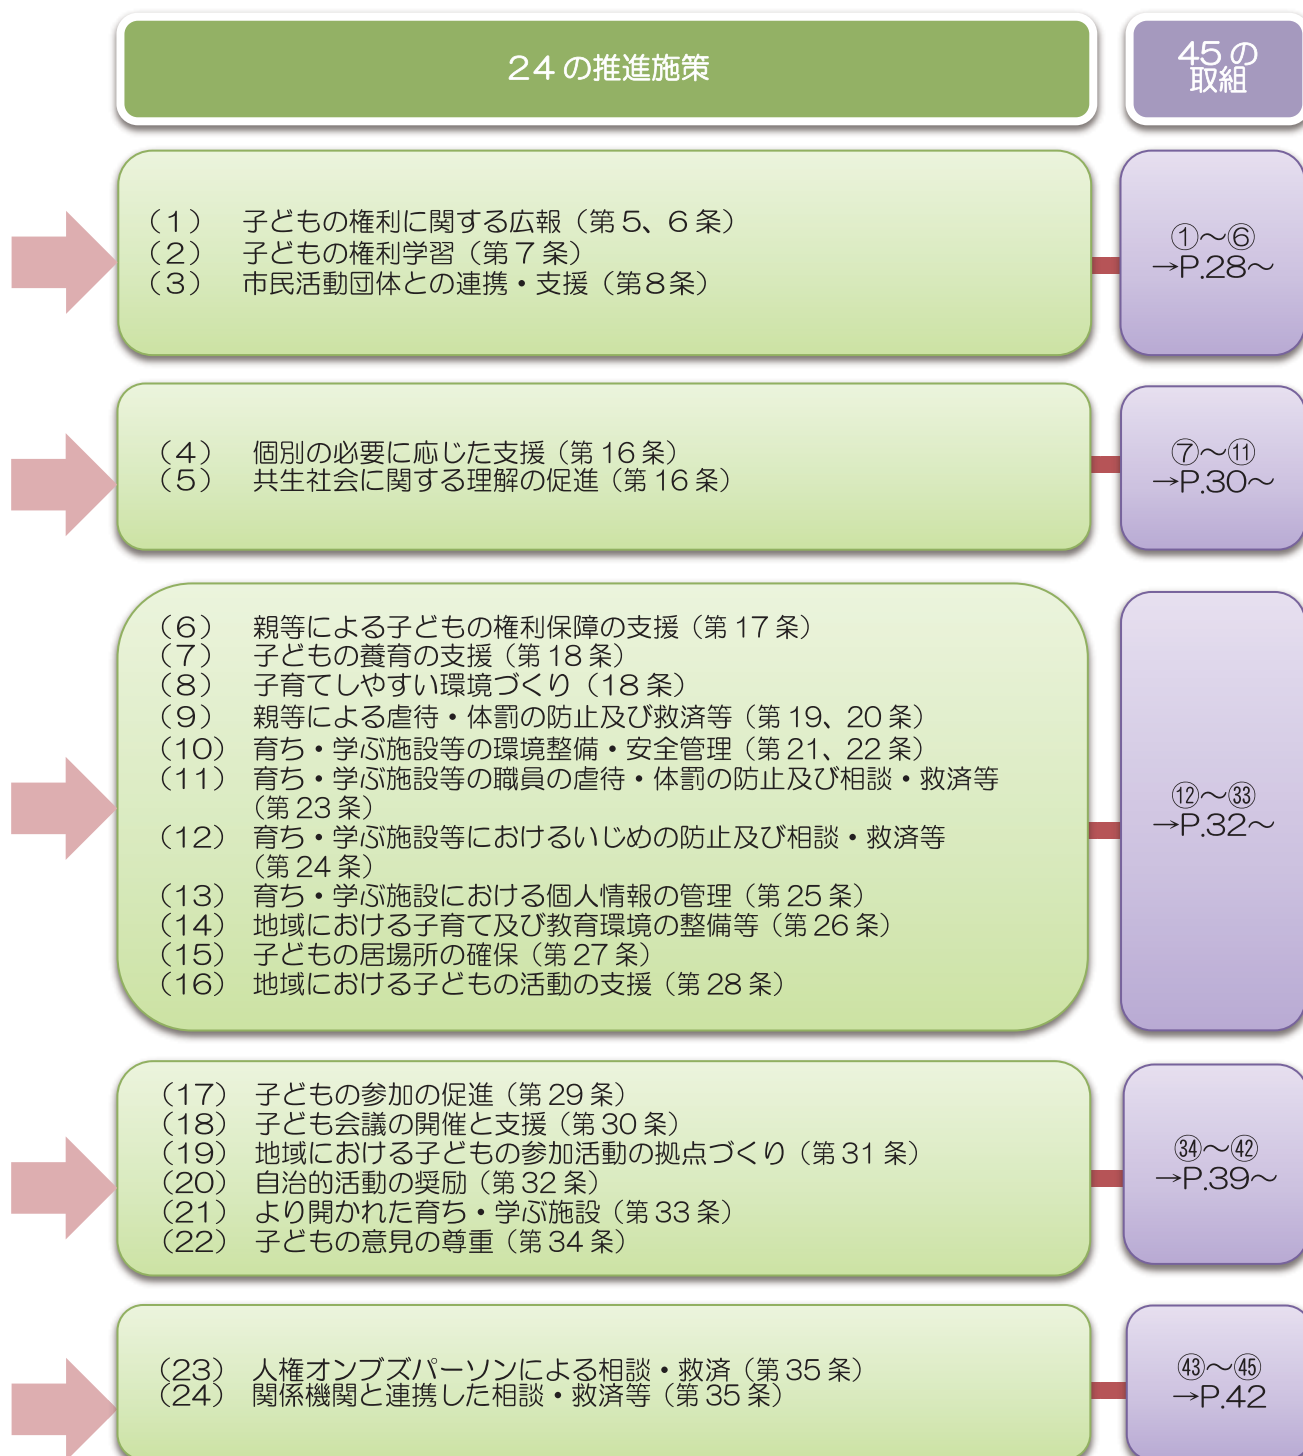 24の推進施策
45の
取組
(1) 子どもの権利に関する広報(第5、6条)
(2) 子どもの権利学習(第7条)
(3) 市民活動団体との連携・支援(第8条)
①～⑥
→P.28～
(4) 個別の必要に応じた支援(第16条)
(5) 共生社会に関する理解の促進(第16条)
⑦～⑪
→P.30～
(6) 親等による子どもの権利保障の支援(第17条)
(7) 子どもの養育の支援(第18条)
(8) 子育てしやすい環境づくり(18条)
(9) 親等による虐待・体罰の防止及び救済等(第19、20条)
(10) 育ち・学ぶ施設等の環境整備・安全管理(第21、22条)
(11) 育ち・学ぶ施設等の職員の虐待・体罰の防止及び相談・救済等
(第23条)
(12) 育ち・学ぶ施設等におけるいじめの防止及び相談・救済等
(第24条)
(13) 育ち・学ぶ施設における個人情報の管理(第25条)
(14) 地域における子育て及び教育環境の整備等(第26条)
(15) 子どもの居場所の確保(第27条)
(16) 地域における子どもの活動の支援(第28条)
⑫～㉝
→P.32～
(17) 子どもの参加の促進(第29条)
(18) 子ども会議の開催と支援(第30条)
(19) 地域における子どもの参加活動の拠点づくり(第31条)
(20) 自治的活動の奨励(第32条)
(21) より開かれた育ち・学ぶ施設(第33条)
(22) 子どもの意見の尊重(第34条)
㉞～㊷
→P.39～
(23) 人権オンブズパーソンによる相談・救済(第35条)
(24) 関係機関と連携した相談・救済等(第35条)
㊸～㊺
→P.42